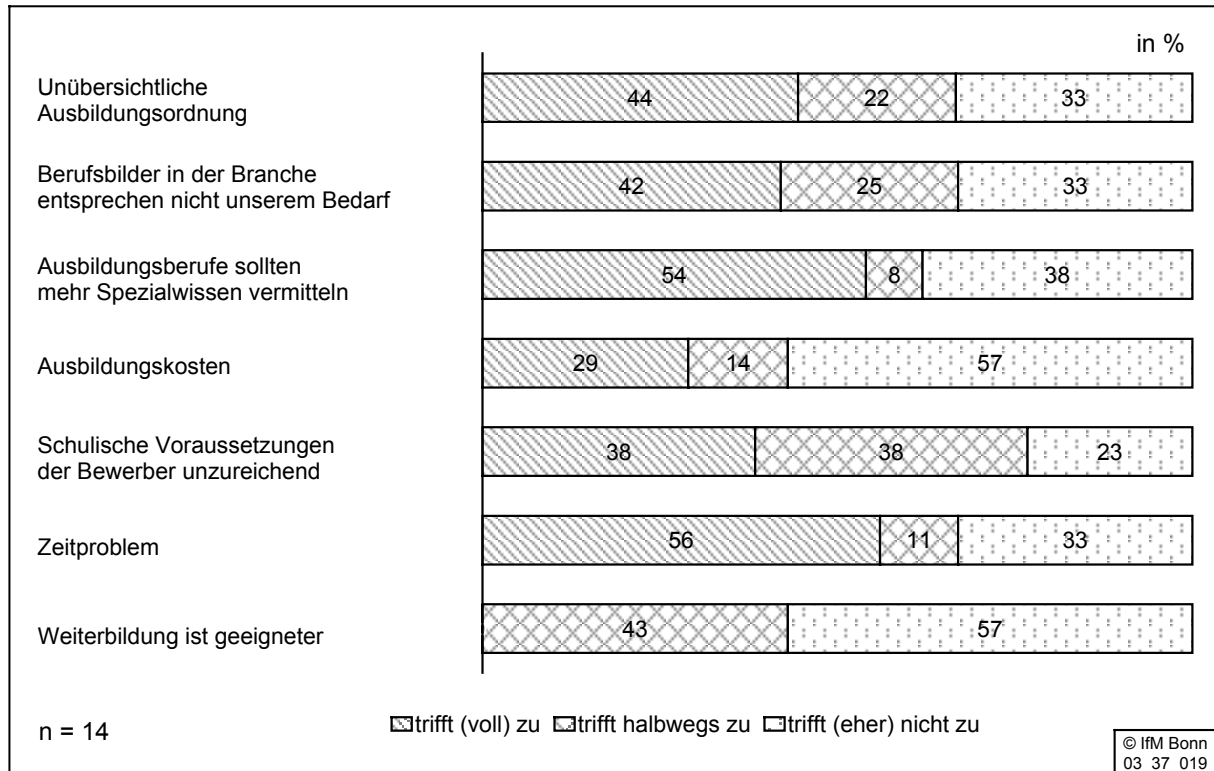 in %
Unübersichtliche
Ausbildungsordnung
44 22 33
Berufsbilder in der Branche
entsprechen nicht unserem Bedarf
42 25 33
Ausbildungsberufe sollten
mehr Spezialwissen vermitteln
54 8 38
Ausbildungskosten
29 14 57
Schulische Voraussetzungen
der Bewerber unzureichend
38 38 23
Zeitproblem
56 11 33
Weiterbildung ist geeigneter
43 57
n = 14
trifft (voll) zu trifft halbwegs zu trifft (eher) nicht zu
© IfM Bonn
03 37 019